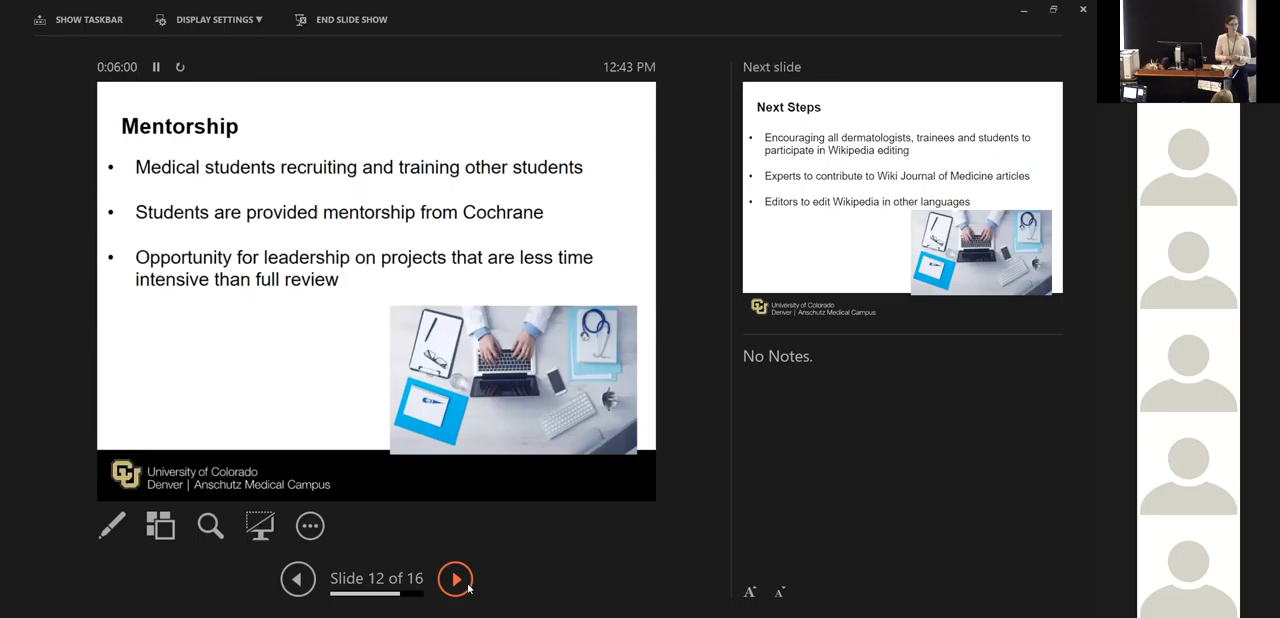 SHOW TASKBAR
DISPLAY SETTINGS ▼
END SLIDE SHOW
0:06:00
12:43 PM
Mentorship
• Medical students recruiting and training other students
• Students are provided mentorship from Cochrane
• Opportunity for leadership on projects that are less time
intensive than full review
University of Colorado
Denver | Anschutz Medical Campus
Slide 12 of 16
Next slide
Next Steps
• Encouraging all dermatologists, trainees and students to
participate in Wikipedia editing
• Experts to contribute to Wiki Journal of Medicine articles
• Editors to edit Wikipedia in other languages
University of Colorado
Denver | Anschutz Medical Campus
No Notes.
A A